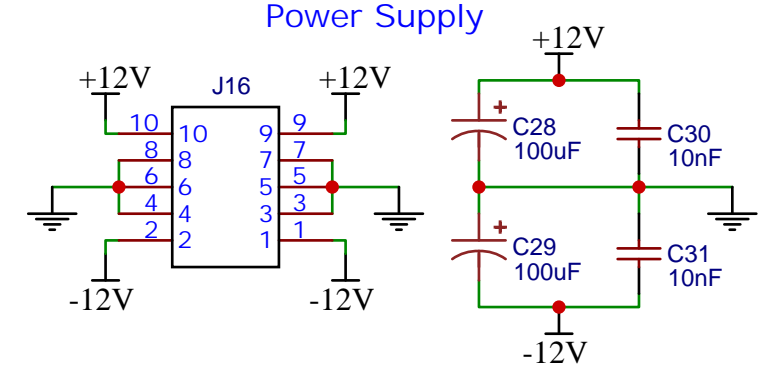 Power Supply
+12V
J16
+12V
+12V
10 10 9 9
8 8 7 7
6 6 5 5
4 4 3 3
2 2 1 1
-12V
-12V
+
C28
100uF
C30
10nF
+
C29
100uF
C31
10nF
-12V